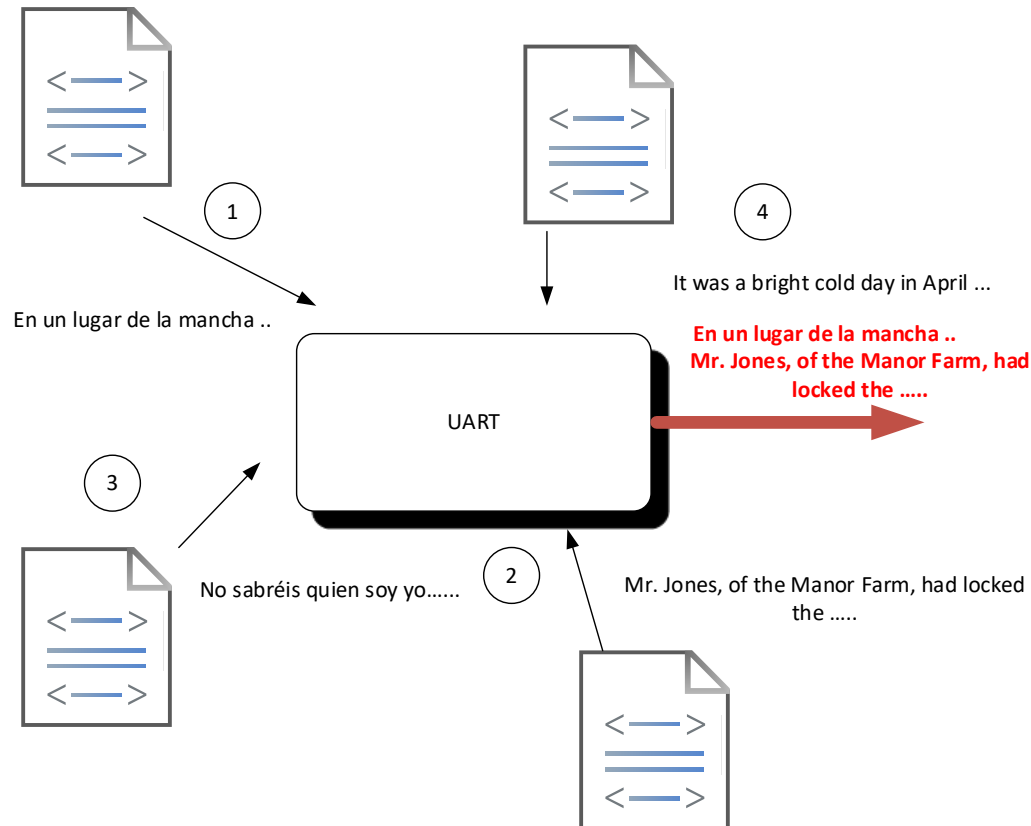 1
4
It was a bright cold day in April ...
En un lugar de la mancha ..
En un lugar de la mancha ..
Mr. Jones, of the Manor Farm, had
locked the …..
UART
3
2
No sabréis quien soy yo…...
Mr. Jones, of the Manor Farm, had locked
the …..